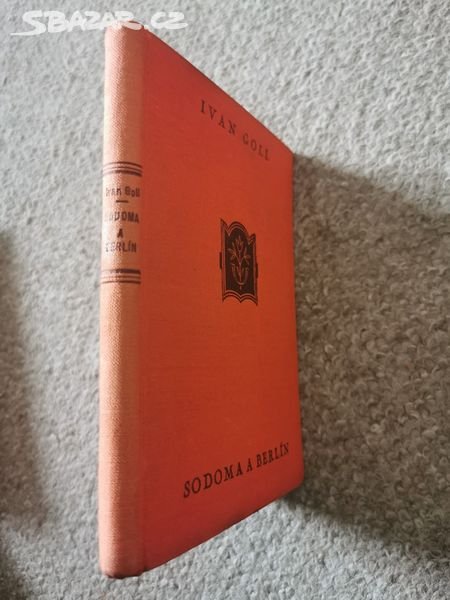 SBAZAR.CZ
IVAN GOLL
SODOMA A BERLÍN
Ivan Goll
SODOMA
A
BERLÍN